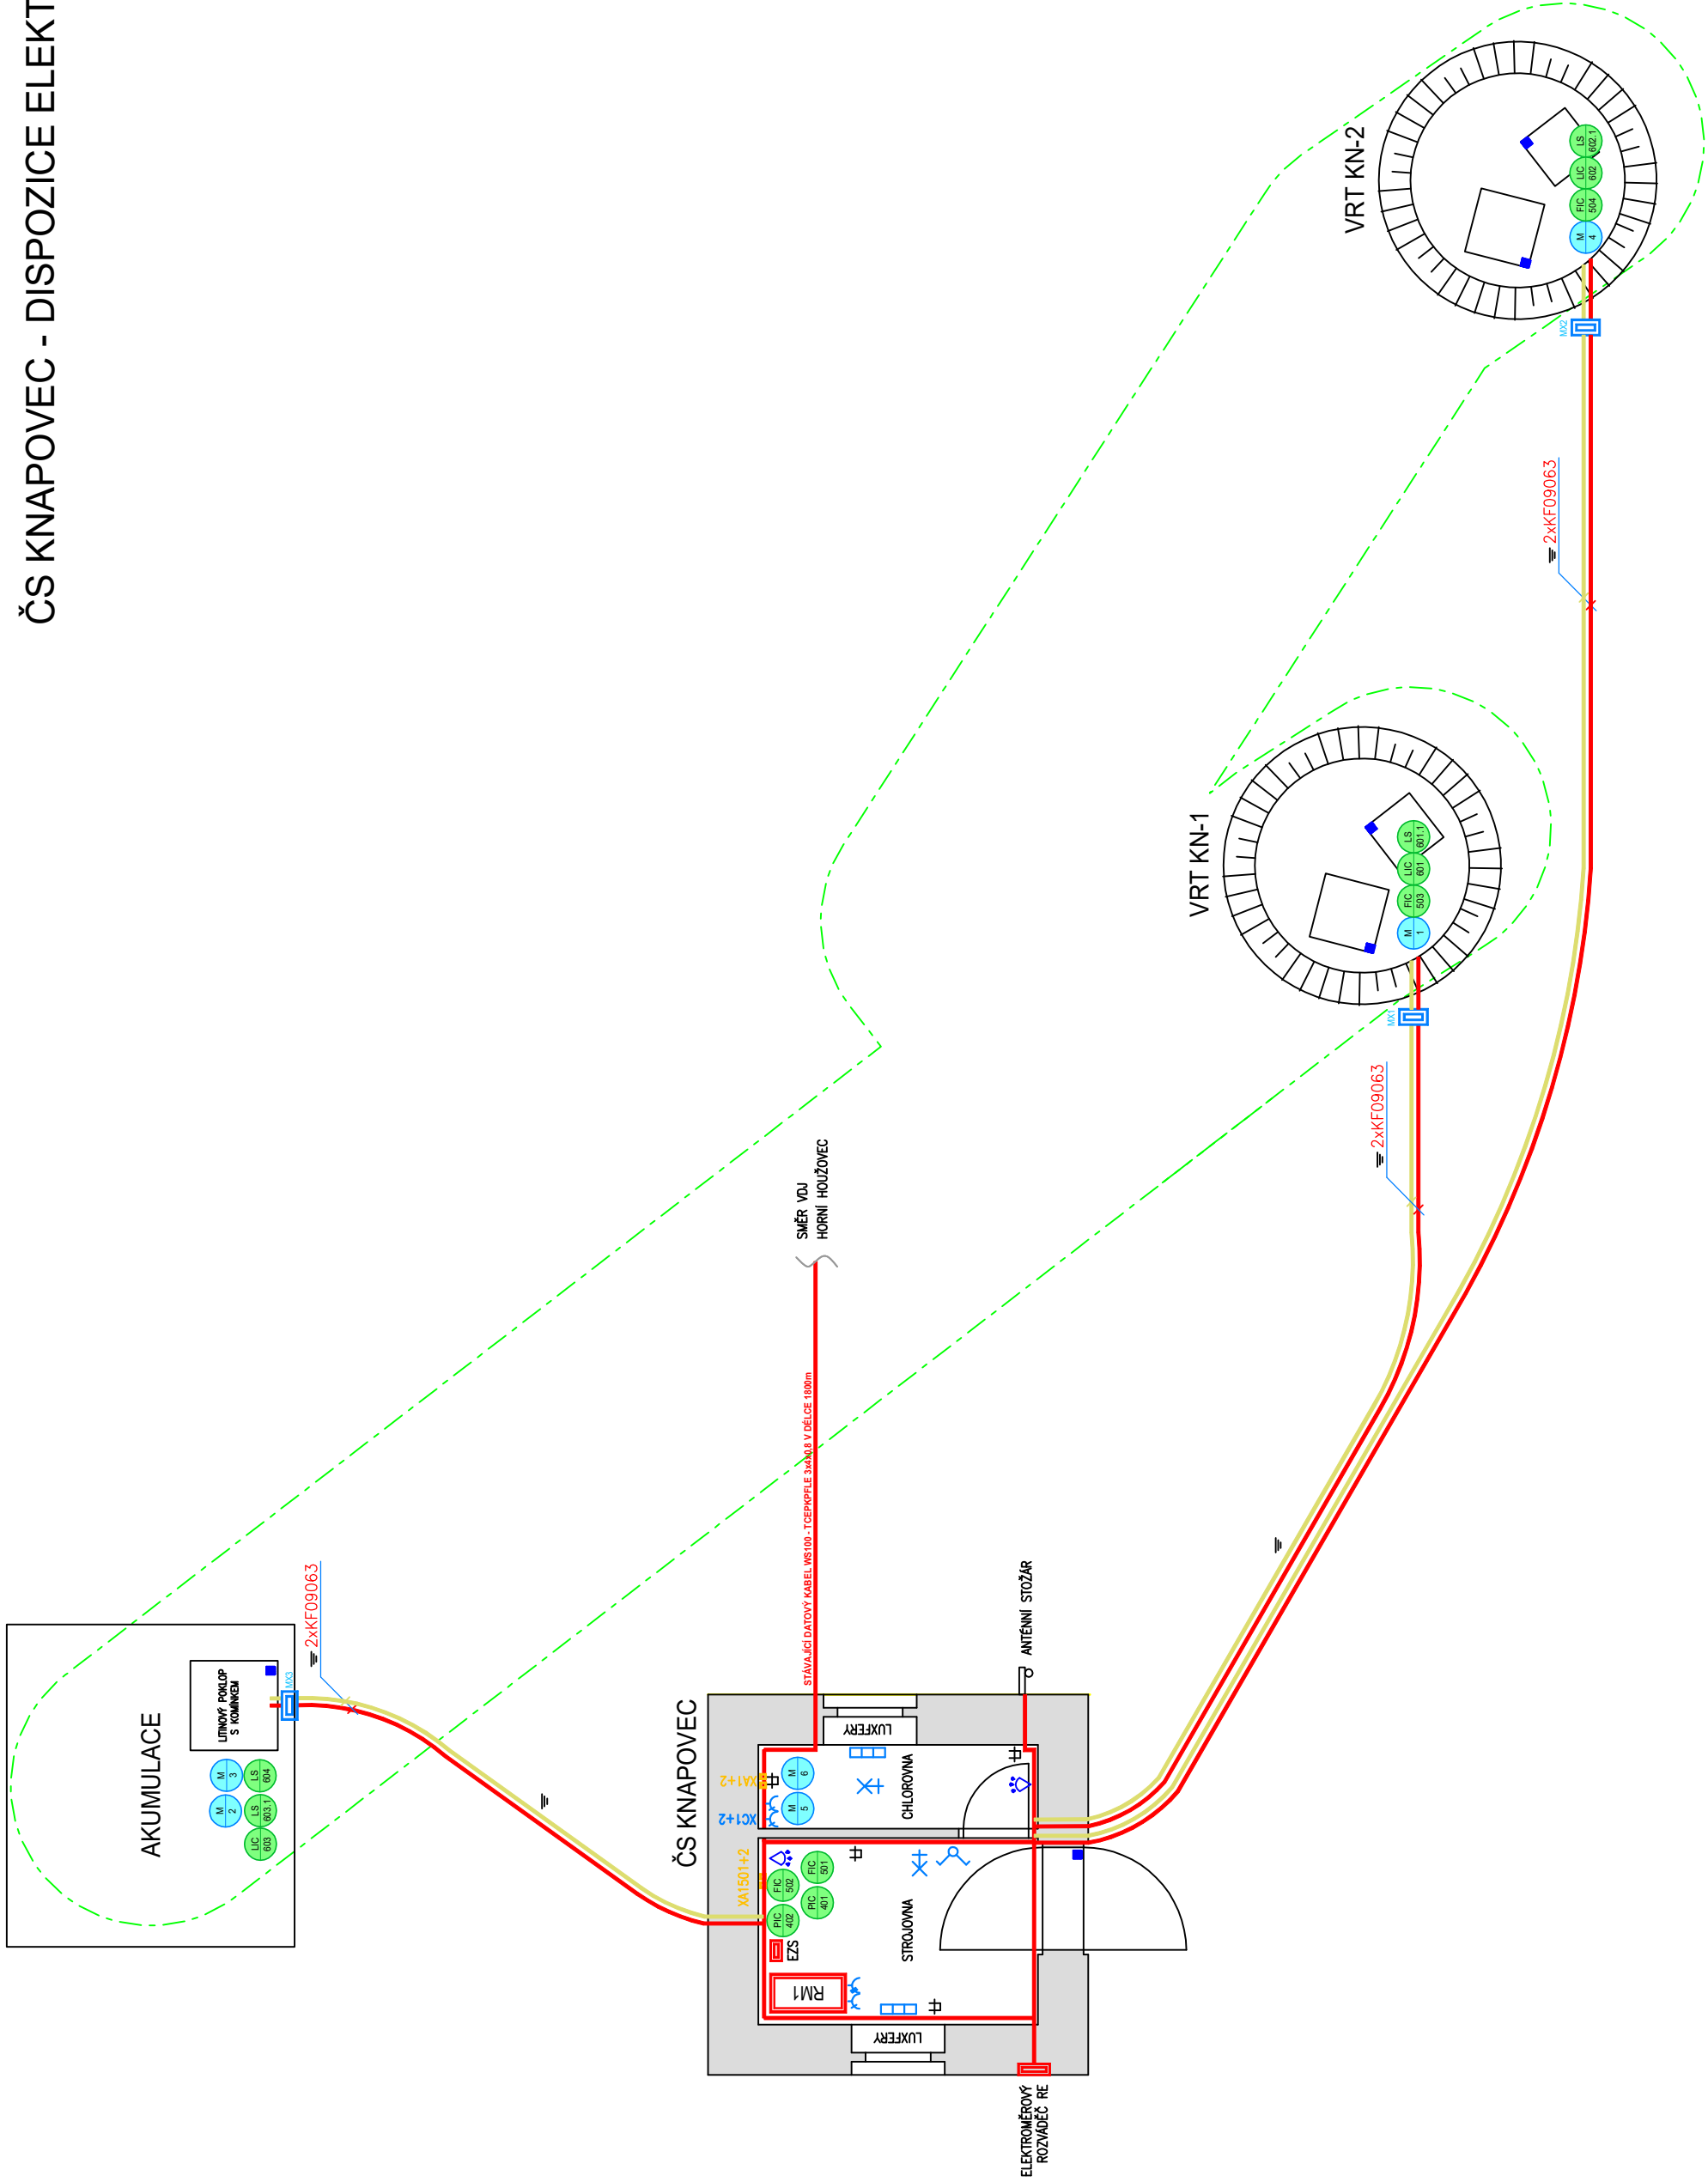 ČS KNAPOVEC - DISPOZICE ELEKT
AKUMULACE
LITINOVÝ POKLOP
S KOMÍNKEM
M
2
M
3
LIC
603
LS
603.1
LS
604
MX3
2xKF09063
ČS KNAPOVEC
XA1501+2
XC1+2
XA1+2
PIC
402
FIC
502
PIC
401
FIC
501
M
5
M
6
EZS
RM1
STROJOVNA
CHLOROVNA
LUXFERY
LUXFERY
ELEKTROMĚROVÝ
ROZVÁDĚČ RE
ANTÉNNÍ STOŽÁR
STÁVAJÍCÍ DATOVÝ KABEL WS100 - TCEPKPFLE 3x4x0,8 V DÉLCE 1800m
SMĚR VDJ
HORNÍ HOUŽOVEC
VRT KN-1
M
1
FIC
503
LIC
601
LS
601.1
MX1
2xKF09063
VRT KN-2
M
4
FIC
504
LIC
602
LS
602.1
MX2
2xKF09063